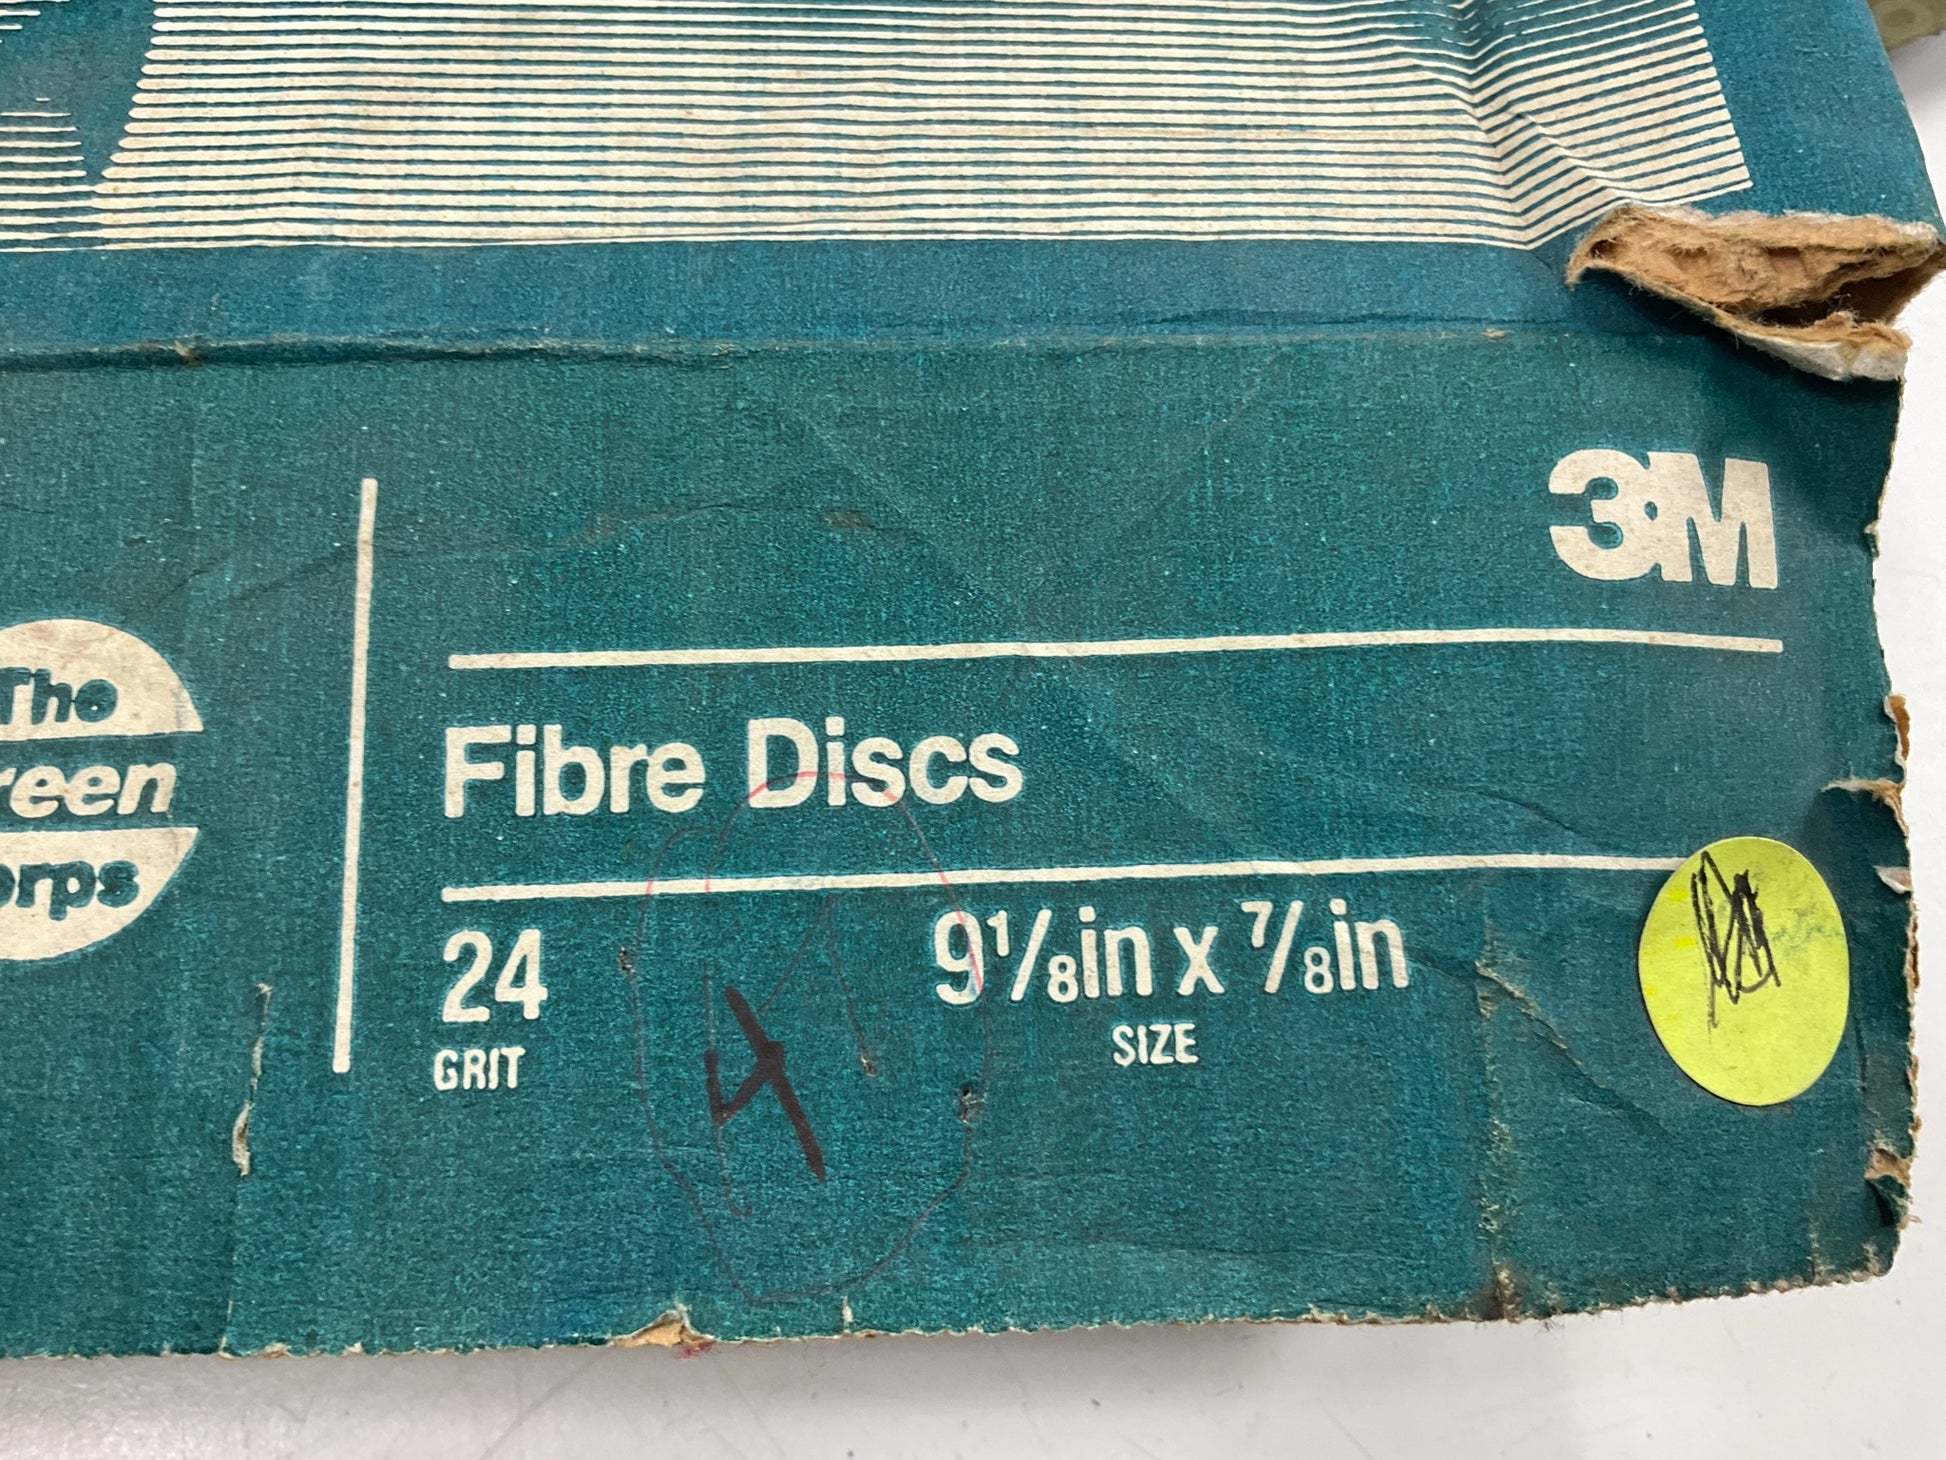 3M
The
reen
orps
Fibre Discs
24
GRIT
9 1/8 in x 7/8 in
SIZE
4